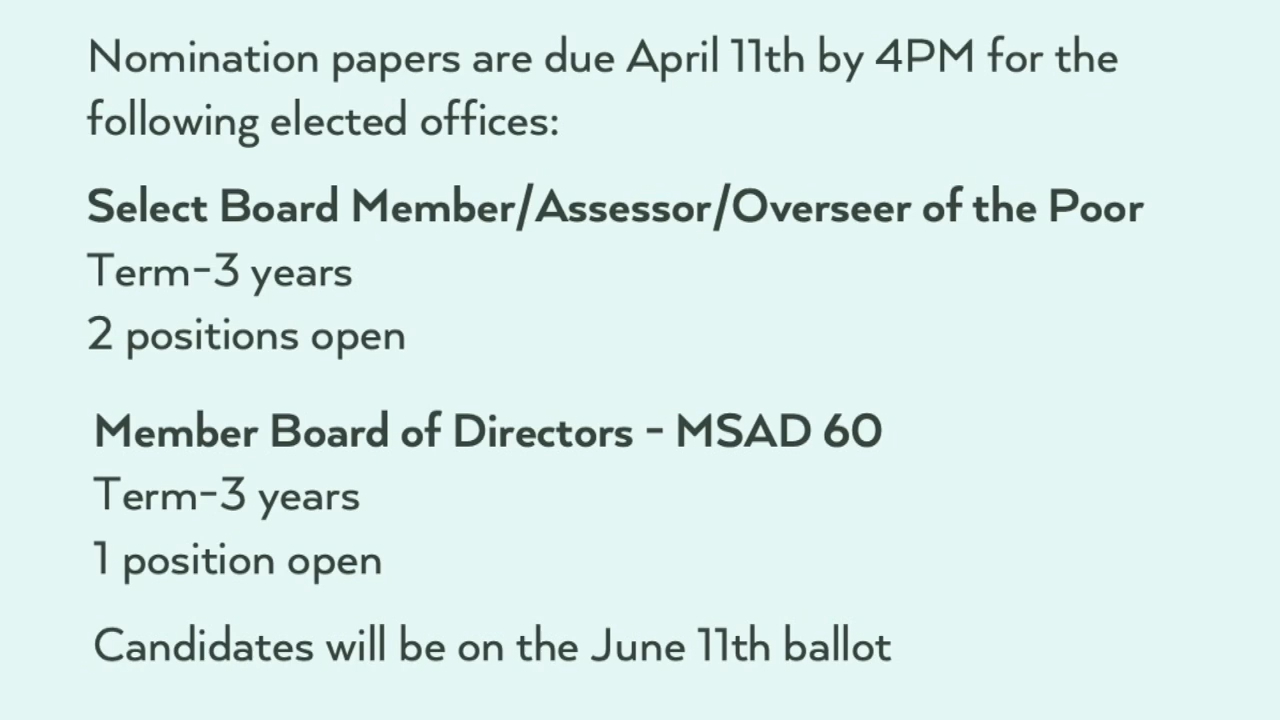 Nomination papers are due April 11th by 4PM for the
following elected offices:
Select Board Member/Assessor/Overseer of the Poor
Term-3 years
2 positions open
Member Board of Directors - MSAD 60
Term-3 years
1 position open
Candidates will be on the June 11th ballot